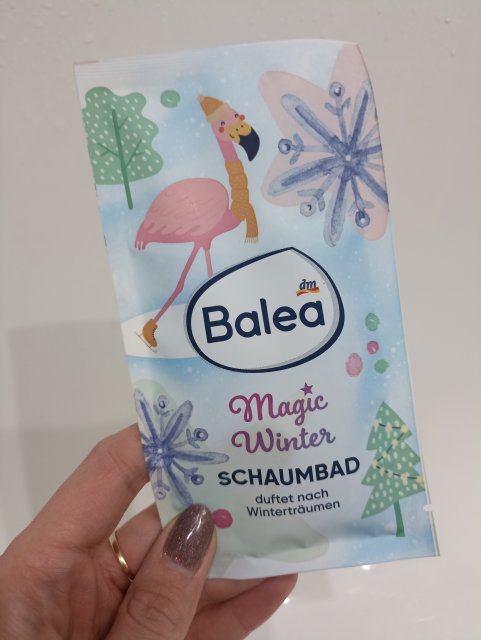 dm
Balea
Magic
Winter
SCHAUMBAD
duftet nach
Winterträumen